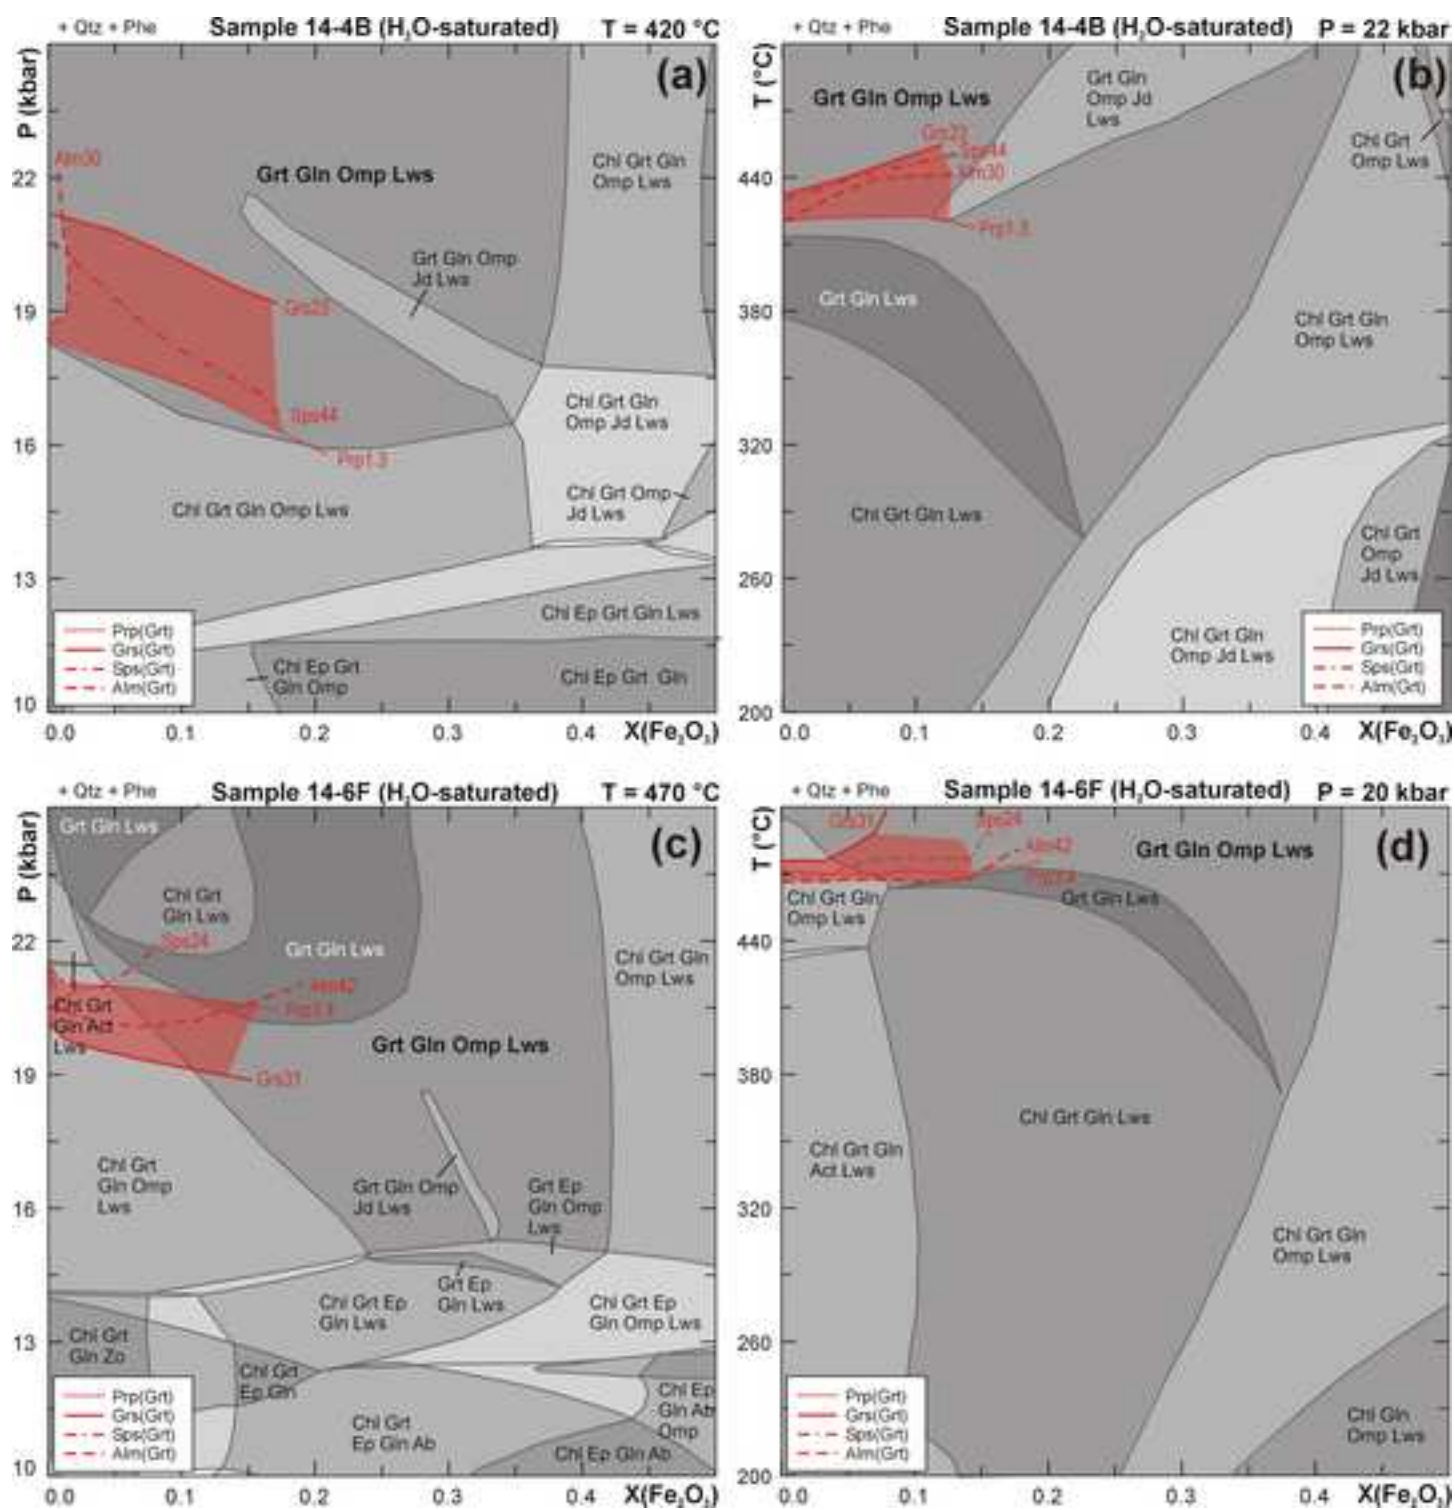 + Qtz + Phe Sample 14-4B (H₂O-saturated) T = 420 °C
P (kbar)
(a)
Alm30
22
Grt Gln Omp Lws
Chl Grt Gln
Omp Lws
Grt Gln Omp
Jd Lws
19
16
Sps44
Prp1.3
Chl Grt Gln
Omp Jd Lws
Chl Grt Omp
Jd Lws
Chl Grt Gln Omp Lws
13
Chl Ep Grt Gln Lws
Prp(Grt)
Grs(Grt)
Sps(Grt)
Alm(Grt)
Chl Ep Grt
Gln Omp
Chl Ep Grt Gln
10
0.0 0.1 0.2 0.3 0.4 X(Fe₂O₃)
+ Qtz + Phe Sample 14-4B (H₂O-saturated) P = 22 kbar
T (°C)
(b)
Grt Gln Omp Lws
Grt Gln
Omp Jd
Lws
Chl Grt
Omp Lws
Sps44
Alm30
Prp1.3
440
380
Grt Gln Lws
Chl Grt Gln
Omp Lws
320
Chl Grt Gln Lws
Chl Grt
Omp
Jd Lws
260
Chl Grt Gln
Omp Jd Lws
Prp(Grt)
Grs(Grt)
Sps(Grt)
Alm(Grt)
200
0.0 0.1 0.2 0.3 0.4 X(Fe₂O₃)
+ Qtz + Phe Sample 14-6F (H₂O-saturated) T = 470 °C
P (kbar)
(c)
Grt Gln Lws
Chl Grt
Gln Lws
Sps24
Grt Gln Lws
22
Chl Grt Gln
Omp Lws
Alm42
Chl Grt
Gln Act
Lws
Grt Gln Omp Lws
19
Grs31
Chl Grt
Gln Omp
Lws
Grt Gln Omp
Jd Lws
Grt Ep
Gln Omp
Lws
16
Grt Ep
Gln Lws
Chl Grt Ep
Gln Lws
Chl Grt Ep
Gln Omp Lws
13
Chl Grt
Gln Zo
Chl Grt
Ep Gln
Prp(Grt)
Grs(Grt)
Sps(Grt)
Alm(Grt)
Chl Grt
Ep Gln Ab
Chl Ep
Gln Ab
Omp
Chl Ep Gln Ab
10
0.0 0.1 0.2 0.3 0.4 X(Fe₂O₃)
+ Qtz + Phe Sample 14-6F (H₂O-saturated) P = 20 kbar
T (°C)
(d)
Grs31
Sps24
Alm42
Grt Gln Omp Lws
Grt Gln Lws
Chl Grt Gln
Omp Lws
440
380
Chl Grt Gln Lws
Chl Grt Gln
Act Lws
320
Chl Grt Gln
Omp Lws
260
Prp(Grt)
Grs(Grt)
Sps(Grt)
Alm(Grt)
Chl Gln
Omp Lws
200
0.0 0.1 0.2 0.3 0.4 X(Fe₂O₃)